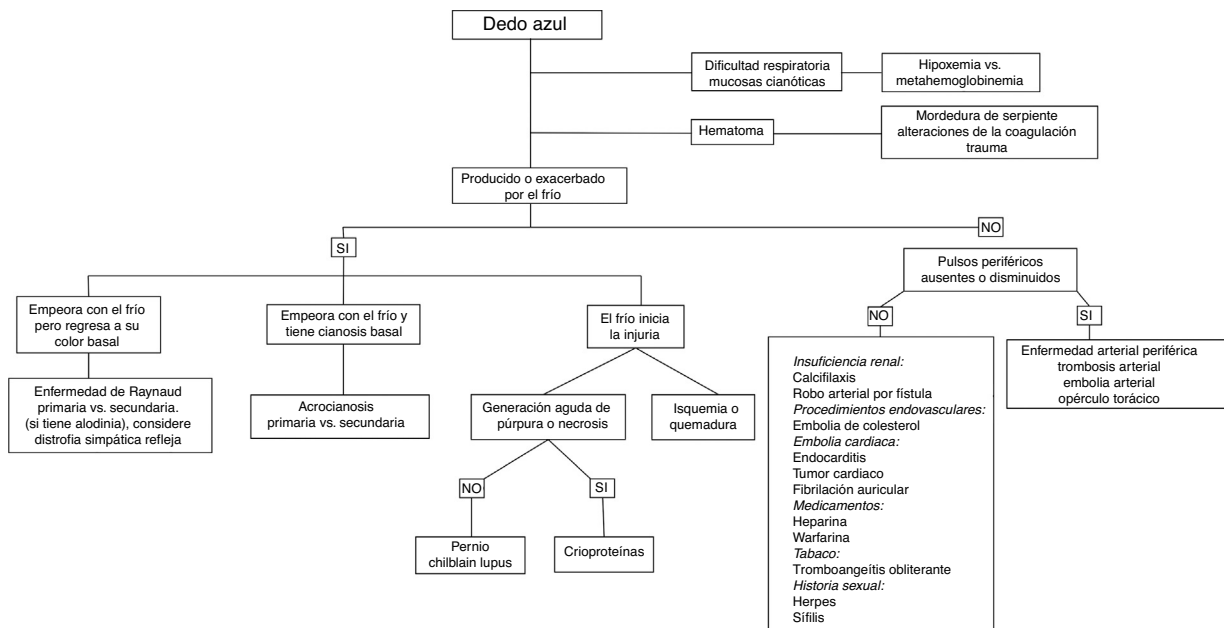 Dedo azul
Dificultad respiratoria
mucosas cianóticas
Hipoxemia vs.
metahemoglobinemia
Hematoma
Mordedura de serpiente
alteraciones de la coagulación
trauma
Producido o exacerbado
por el frío
SI
NO
Empeora con el frío
pero regresa a su
color basal
Empeora con el frío y
tiene cianosis basal
El frío inicia
la injuria
Pulsos periféricos
ausentes o disminuidos
NO
SI
Enfermedad de Raynaud
primaria vs. secundaria.
(si tiene alodinia), considere
distrofia simpática refleja
Acrocianosis
primaria vs. secundaria
Generación aguda de
púrpura o necrosis
Isquemia o
quemadura
NO
SI
Pernio
chilblain lupus
Crioproteínas
Insuficiencia renal:
Calcifilaxis
Robo arterial por fístula
Procedimientos endovasculares:
Embolia de colesterol
Embolia cardiaca:
Endocarditis
Tumor cardiaco
Fibrilación auricular
Medicamentos:
Heparina
Warfarina
Tabaco:
Tromboangeítis obliterante
Historia sexual:
Herpes
Sífilis
Enfermedad arterial periférica
trombosis arterial
embolia arterial
opérculo torácico